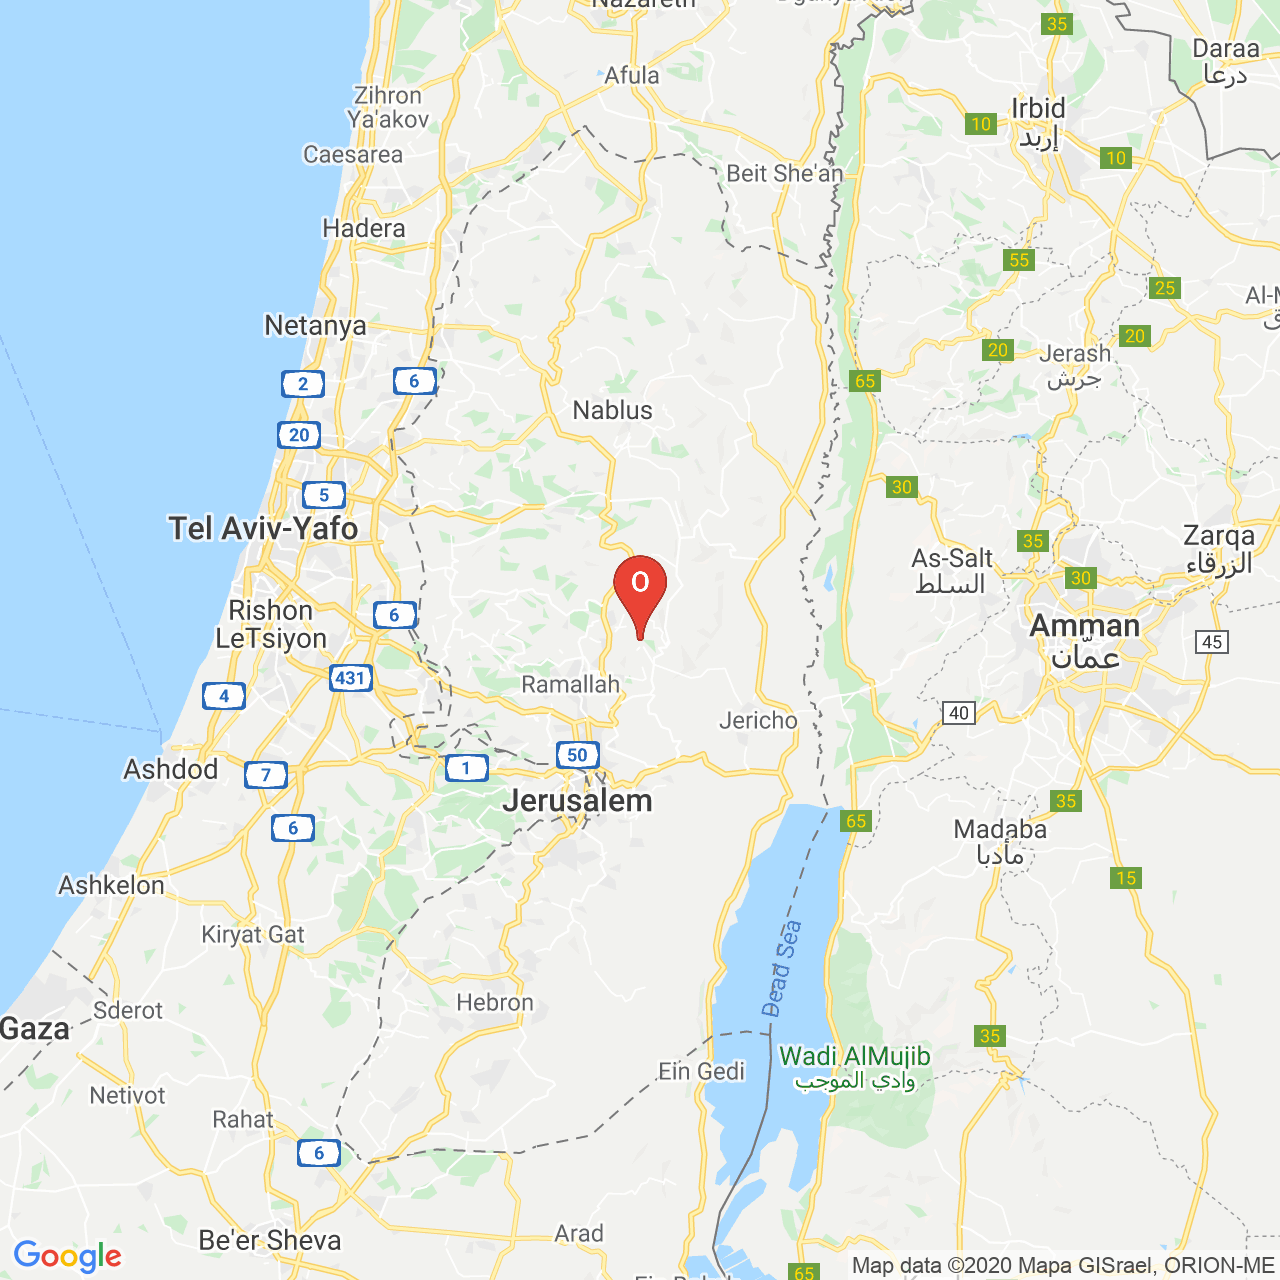 Nazareth
Afula
Daraa
درعا
35
Zihron
Ya'akov
Irbid
إربد
10
10
Caesarea
Beit She'an
Hadera
55
25
Netanya
20
Jerash
جرش
20
2
6
65
Nablus
20
5
30
Tel Aviv-Yafo
As-Salt
السلط
35
Zarqa
الزرقاء
30
O
Rishon
LeTsiyon
6
Amman
عمّان
45
431
Ramallah
4
Jericho
40
Ashdod
7
1
50
Jerusalem
35
6
65
Madaba
مادبا
Ashkelon
15
Kiryat Gat
Dead Sea
Sderot
Hebron
Gaza
35
Ein Gedi
Wadi AlMujib
وادي الموجب
Netivot
Rahat
6
Be'er Sheva
Arad
Google
65
Map data ©2020 Mapa GISrael, ORION-ME